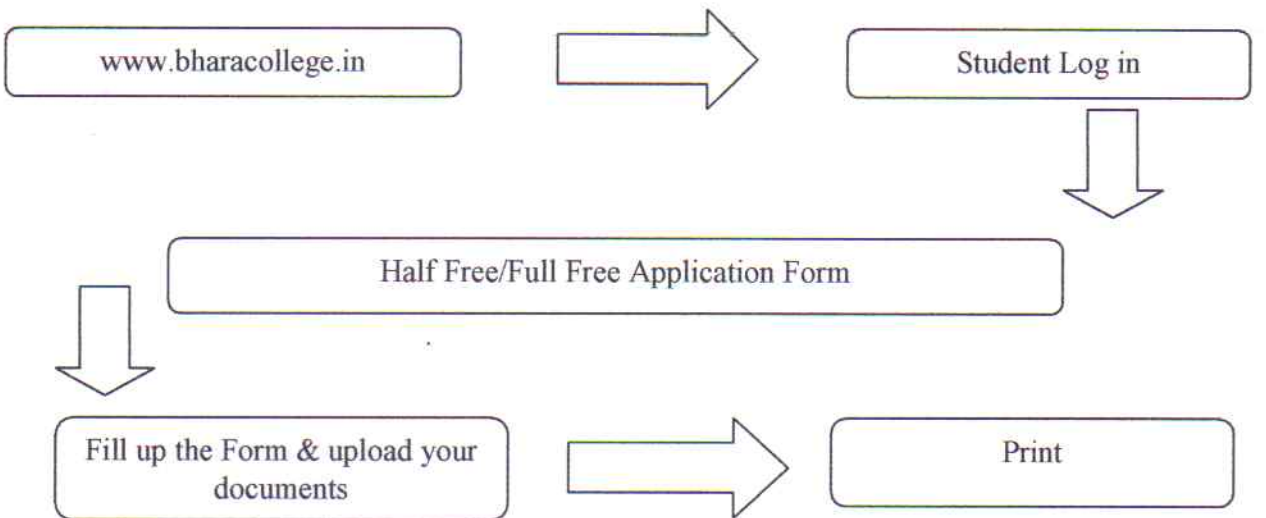 www.bharacollege.in
Student Log in
Half Free/Full Free Application Form
Fill up the Form & upload your
documents
Print